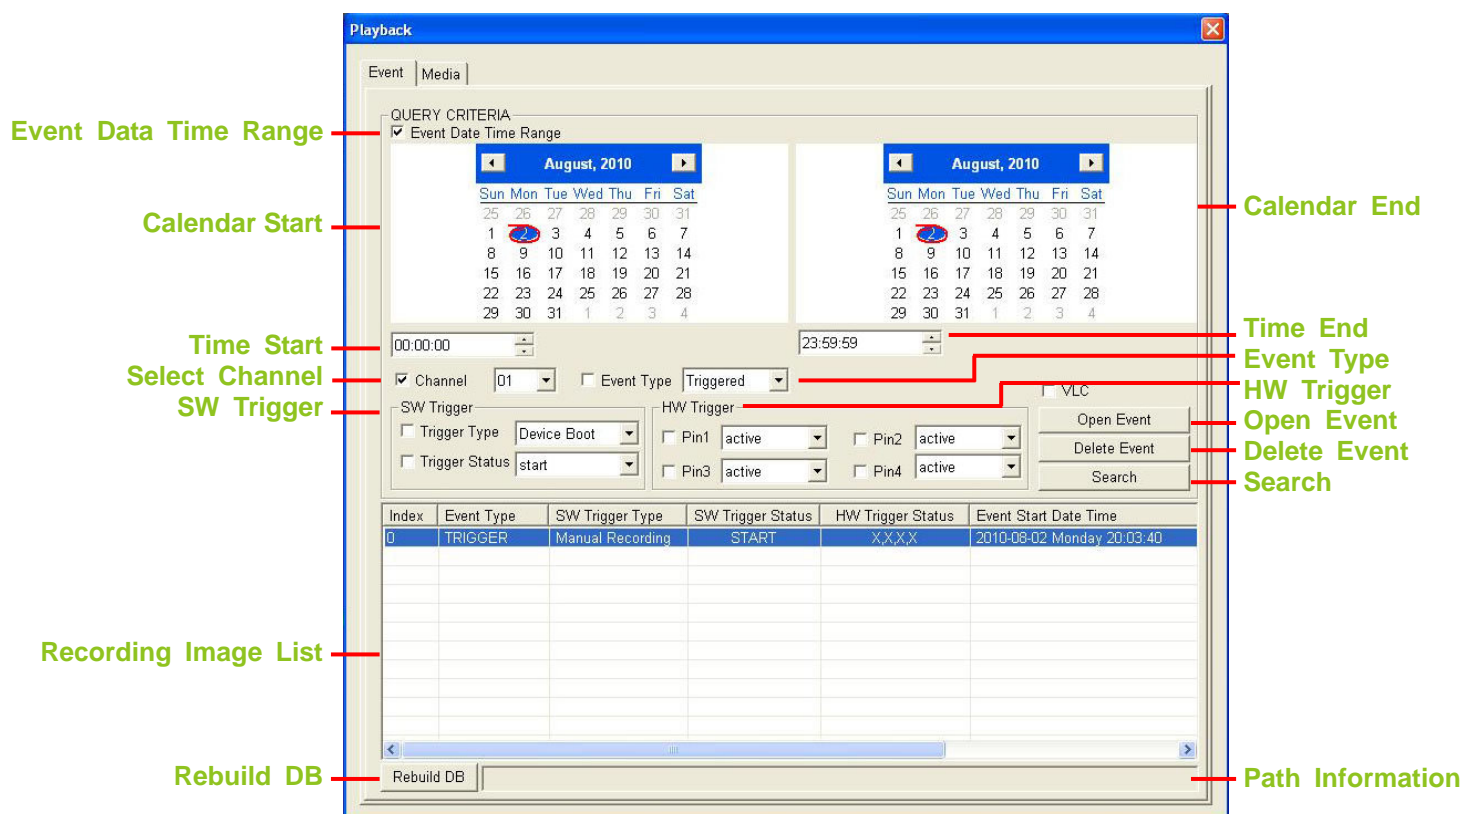 Playback
Event Media
QUERY CRITERIA
Event Data Time Range
Event Date Time Range
August, 2010 August, 2010
Sun Mon Tue Wed Thu Fri Sat Sun Mon Tue Wed Thu Fri Sat
25 26 27 28 29 30 31 25 26 27 28 29 30 31
Calendar Start
Calendar End
1 2 3 4 5 6 7 1 2 3 4 5 6 7
8 9 10 11 12 13 14 8 9 10 11 12 13 14
15 16 17 18 19 20 21 15 16 17 18 19 20 21
22 23 24 25 26 27 28 22 23 24 25 26 27 28
29 30 31 1 2 3 4 29 30 31 1 2 3 4
Time Start 00:00:00 23:59:59 Time End
Event Type
Select Channel Channel 01 Event Type Triggered
VLC HW Trigger
SW Trigger SW Trigger HW Trigger
Open Event Open Event
Trigger Type Device Boot Pin1 active Pin2 active
Delete Event Delete Event
Trigger Status start Pin3 active Pin4 active
Search Search
Index Event Type SW Trigger Type SW Trigger Status HW Trigger Status Event Start Date Time
0 TRIGGER Manual Recording START X,X,X,X 2010-08-02 Monday 20:03:40
Recording Image List
Rebuild DB Rebuild DB Path Information